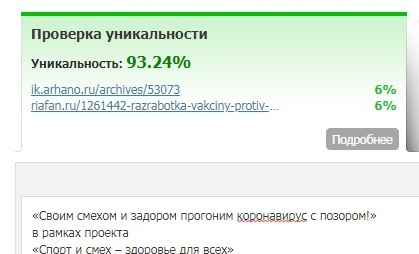 Проверка уникальности
Уникальность: 93.24%
ik.arhano.ru/archives/53073 6%
riafan.ru/1261442-razrabotka-vakciny-protiv-... 6%
Подробнее
«Своим смехом и задором прогоним коронавирус с позором!»
в рамках проекта
«Спорт и смех – здоровье для всех»